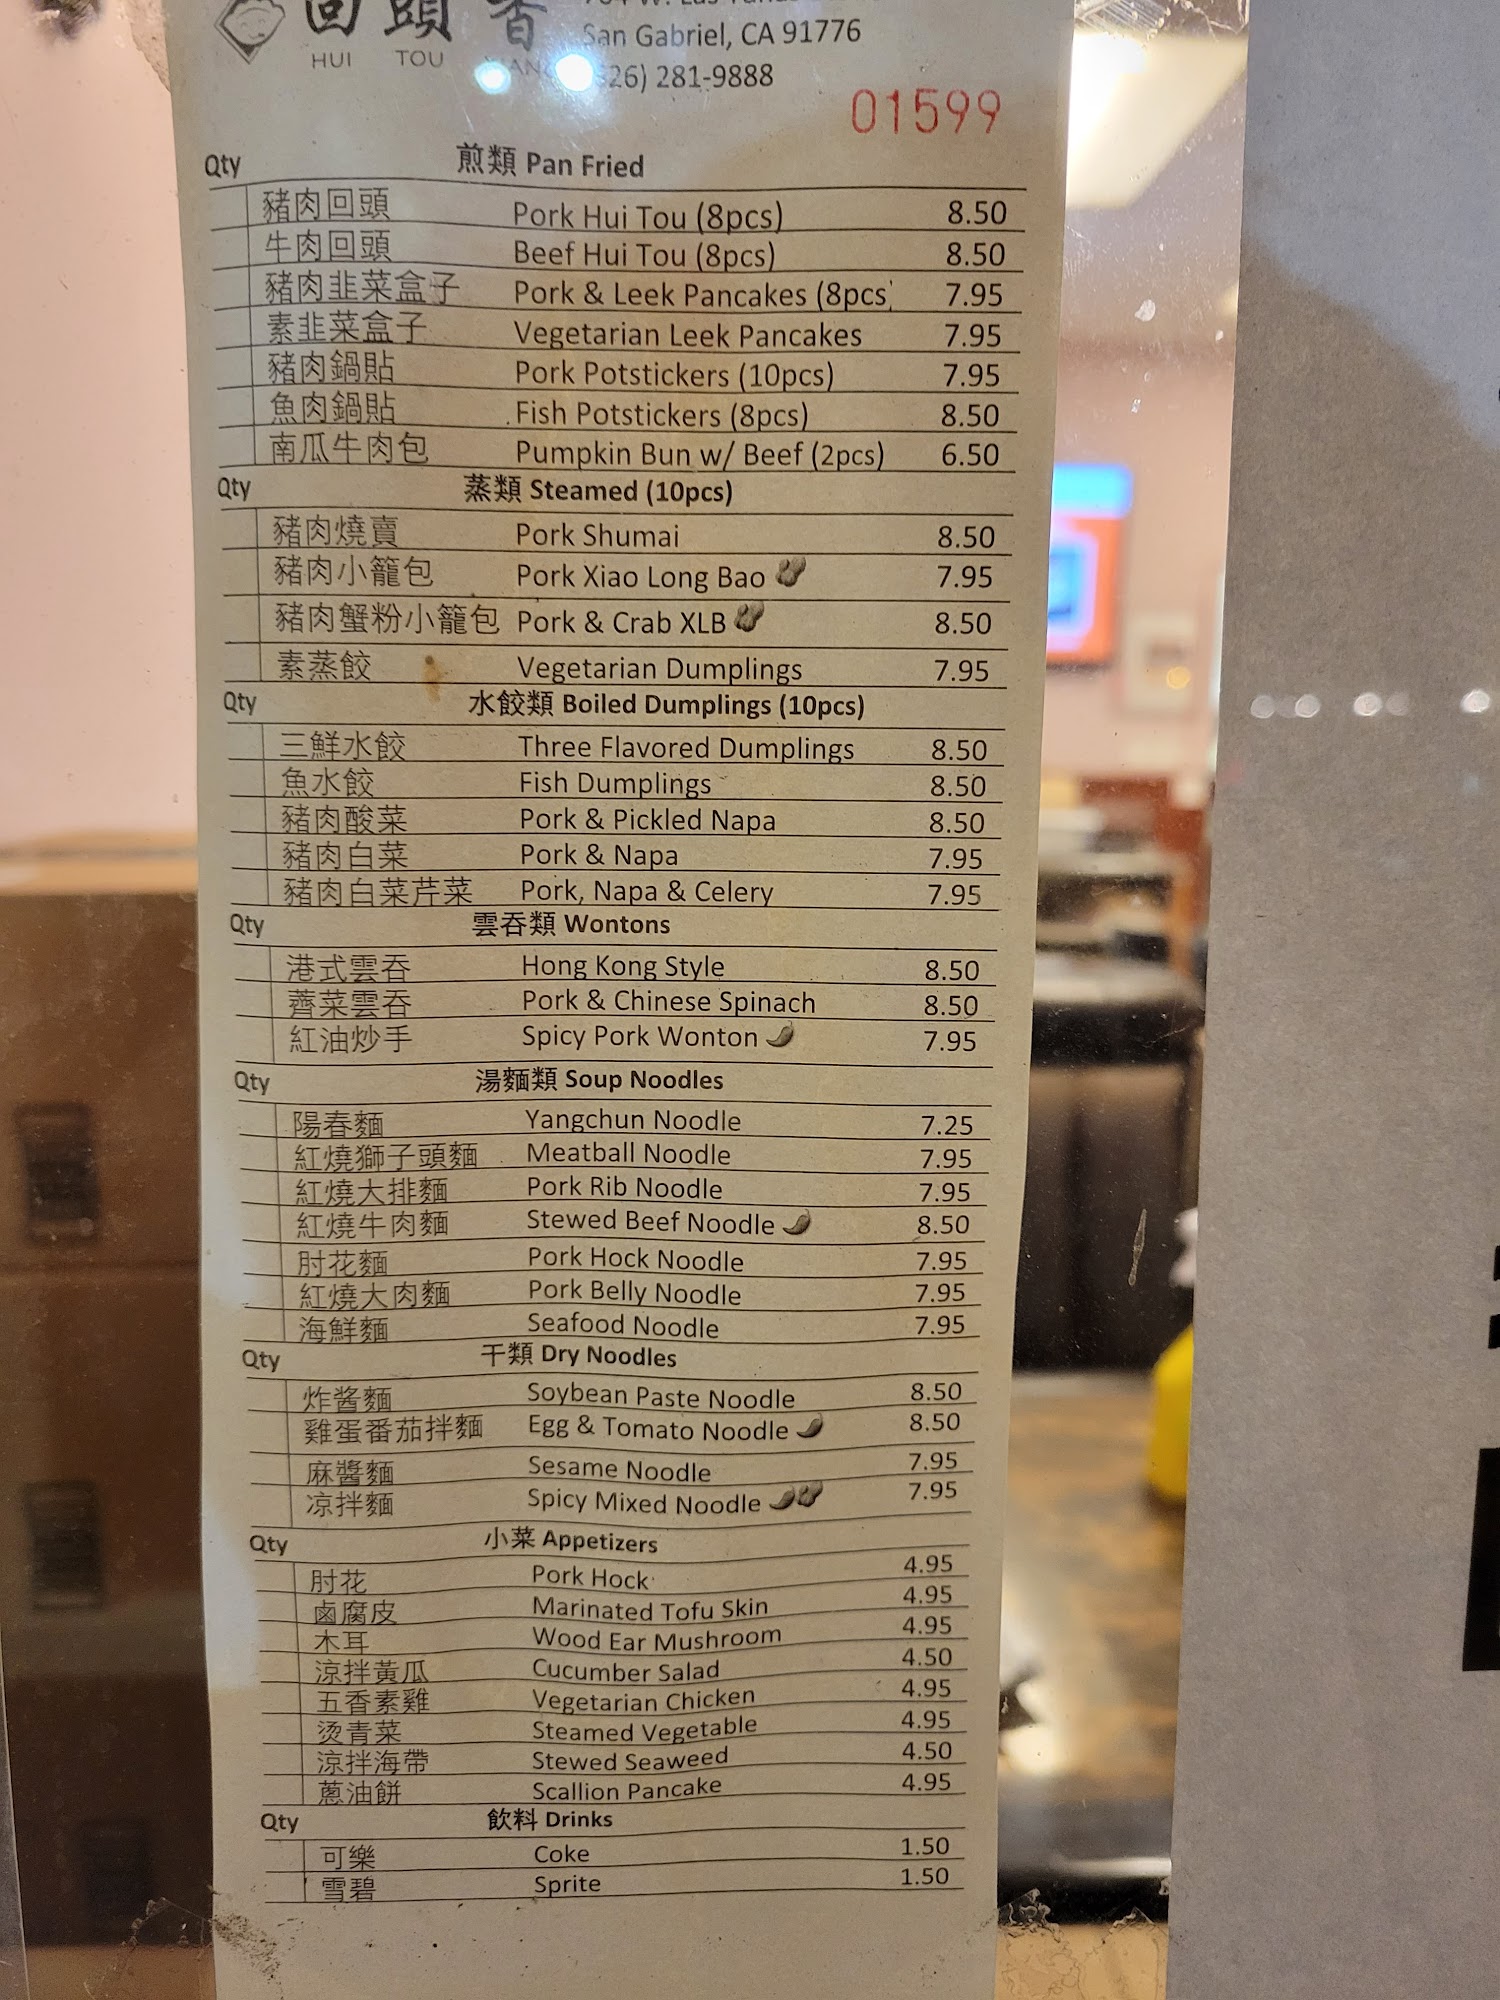 回頭香
HUI TOU
San Gabriel, CA 91776
26) 281-9888
01599
Qty 煎類 Pan Fried
豬肉回頭 Pork Hui Tou (8pcs) 8.50
牛肉回頭 Beef Hui Tou (8pcs) 8.50
豬肉韭菜盒子 Pork & Leek Pancakes (8pcs) 7.95
素韭菜盒子 Vegetarian Leek Pancakes 7.95
豬肉鍋貼 Pork Potstickers (10pcs) 7.95
魚肉鍋貼 Fish Potstickers (8pcs) 8.50
南瓜牛肉包 Pumpkin Bun w/ Beef (2pcs) 6.50
Qty 蒸類 Steamed (10pcs)
豬肉燒賣 Pork Shumai 8.50
豬肉小籠包 Pork Xiao Long Bao 7.95
豬肉蟹粉小籠包 Pork & Crab XLB 8.50
素蒸餃 Vegetarian Dumplings 7.95
Qty 水餃類 Boiled Dumplings (10pcs)
三鮮水餃 Three Flavored Dumplings 8.50
魚水餃 Fish Dumplings 8.50
豬肉酸菜 Pork & Pickled Napa 8.50
豬肉白菜 Pork & Napa 7.95
豬肉白菜芹菜 Pork, Napa & Celery 7.95
Qty 雲吞類 Wontons
港式雲吞 Hong Kong Style 8.50
薺菜雲吞 Pork & Chinese Spinach 8.50
紅油炒手 Spicy Pork Wonton 7.95
Qty 湯麵類 Soup Noodles
陽春麵 Yangchun Noodle 7.25
紅燒獅子頭麵 Meatball Noodle 7.95
紅燒大排麵 Pork Rib Noodle 7.95
紅燒牛肉麵 Stewed Beef Noodle 8.50
肘花麵 Pork Hock Noodle 7.95
紅燒大肉麵 Pork Belly Noodle 7.95
海鮮麵 Seafood Noodle 7.95
Qty 干類 Dry Noodles
炸酱麵 Soybean Paste Noodle 8.50
雞蛋番茄拌麵 Egg & Tomato Noodle 8.50
麻醬麵 Sesame Noodle 7.95
凉拌麵 Spicy Mixed Noodle 7.95
Qty 小菜 Appetizers
肘花 Pork Hock 4.95
鹵腐皮 Marinated Tofu Skin 4.95
木耳 Wood Ear Mushroom 4.95
涼拌黃瓜 Cucumber Salad 4.50
五香素雞 Vegetarian Chicken 4.95
烫青菜 Steamed Vegetable 4.95
涼拌海帶 Stewed Seaweed 4.50
蔥油餅 Scallion Pancake 4.95
Qty 飲料 Drinks
可樂 Coke 1.50
雪碧 Sprite 1.50